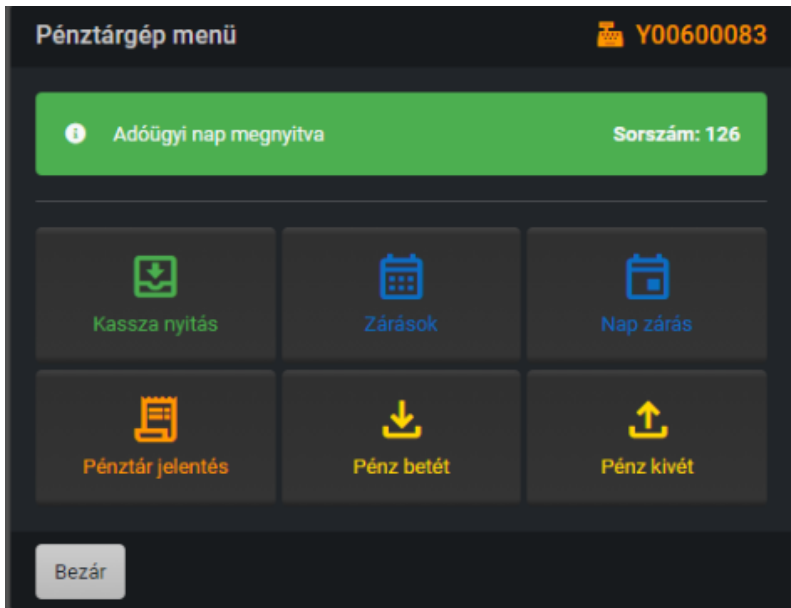 Pénztárgép menü Y00600083
Adóügyi nap megnyitva Sorszám: 126
Kassza nyitás Zárások Nap zárás
Pénztár jelentés Pénz betét Pénz kivét
Bezár